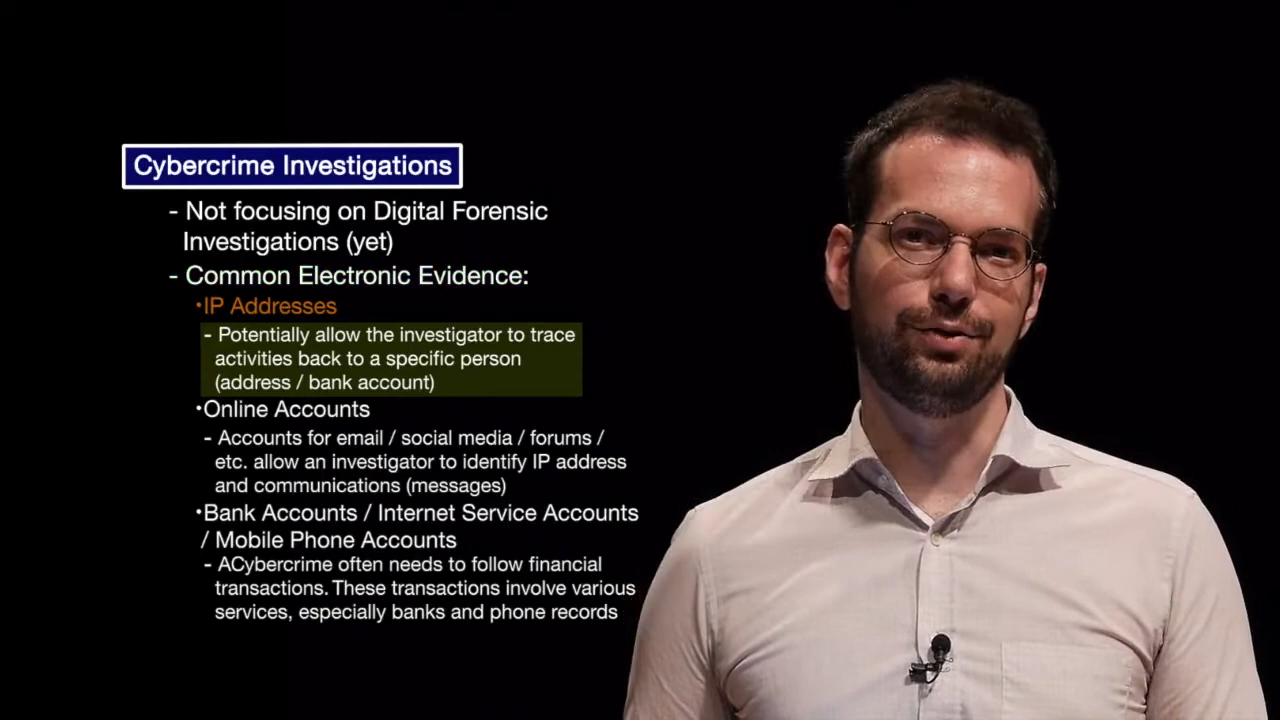 Cybercrime Investigations
- Not focusing on Digital Forensic
Investigations (yet)
- Common Electronic Evidence:
•IP Addresses
- Potentially allow the investigator to trace
activities back to a specific person
(address / bank account)
•Online Accounts
- Accounts for email / social media / forums /
etc. allow an investigator to identify IP address
and communications (messages)
•Bank Accounts / Internet Service Accounts
/ Mobile Phone Accounts
- ACybercrime often needs to follow financial
transactions. These transactions involve various
services, especially banks and phone records